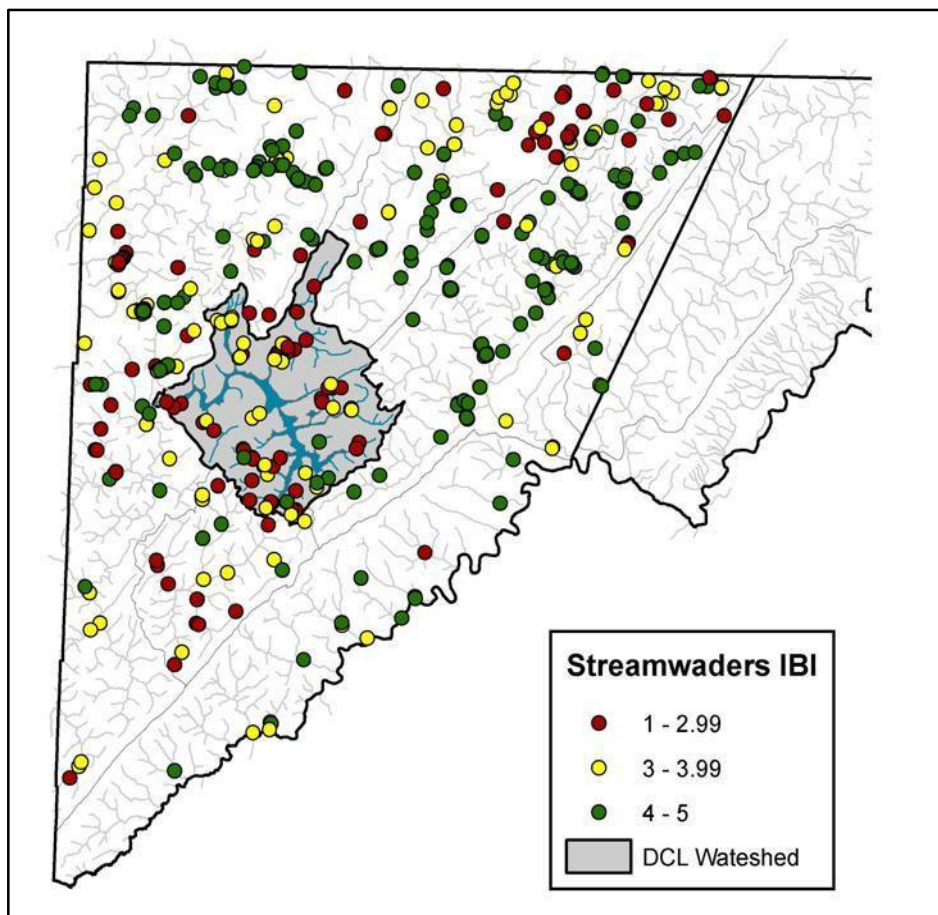 Streamwaders IBI
1 - 2.99
3 - 3.99
4 - 5
DCL Wateshed